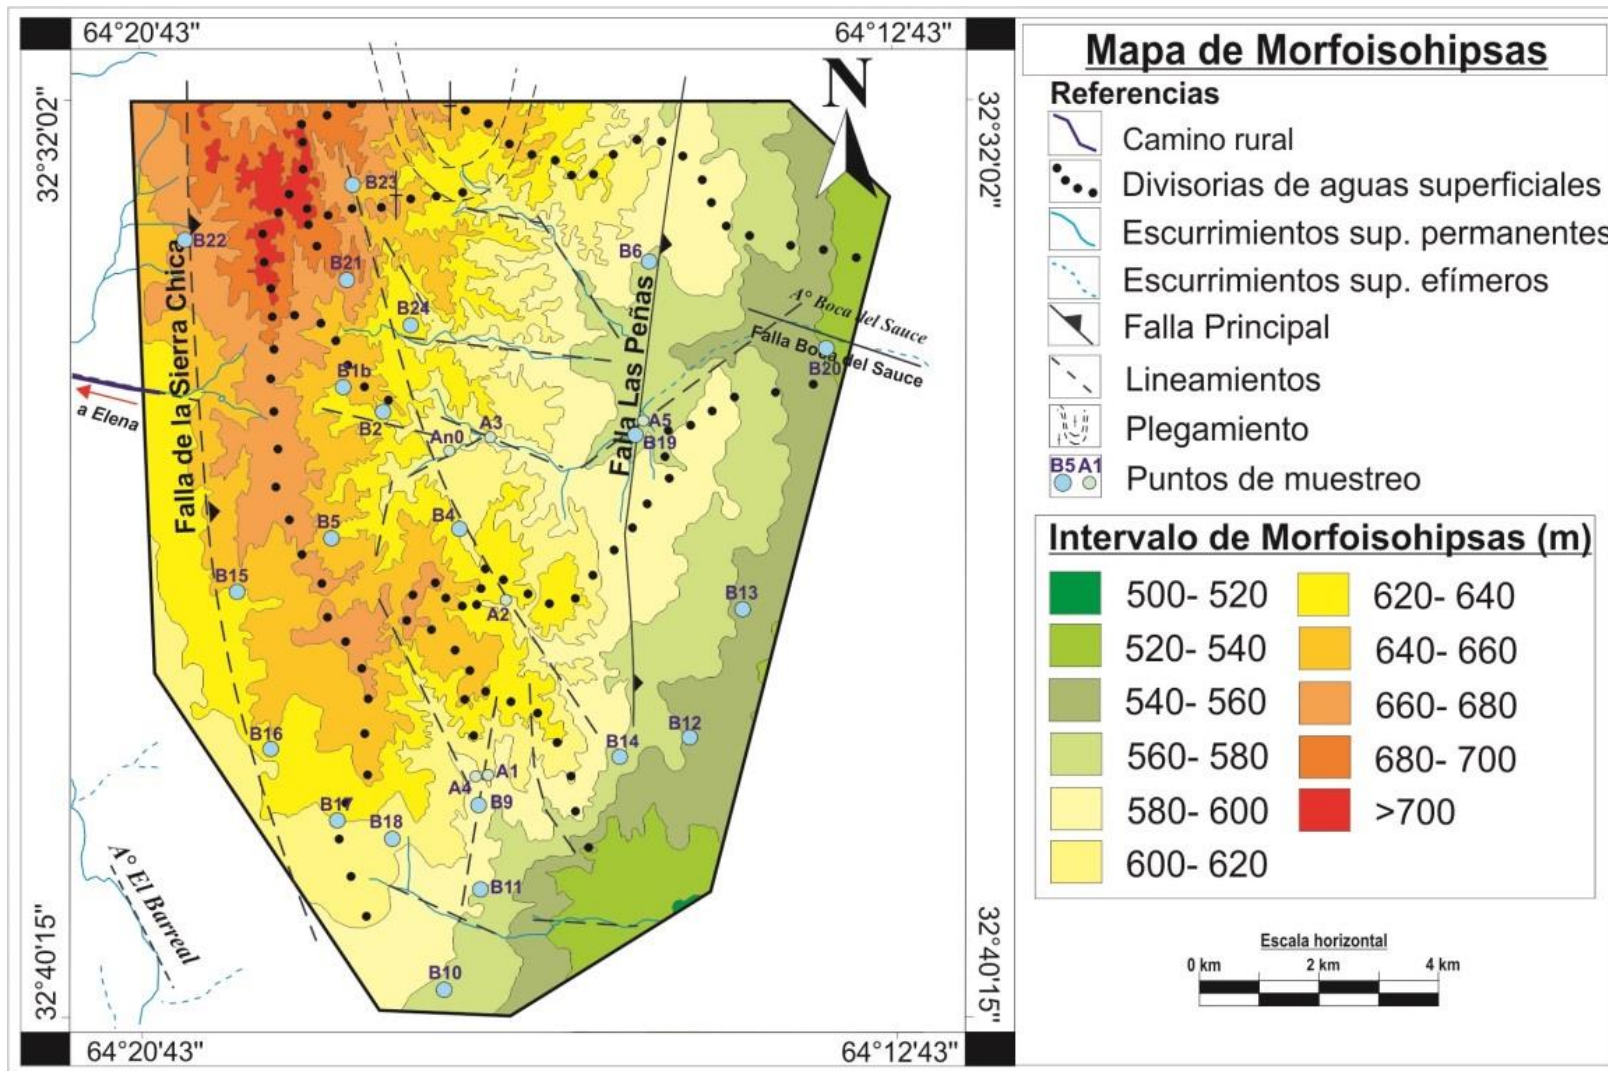 64°20'43"
64°12'43"
32°32'02"
32°32'02"
N
B23
B22
B6
B21
B24
A° Boca del Sauce
Falla Boca del Sauce
B20
Falla de la Sierra Chica
Falla Las Peñas
B1b
a Elena
B2
An0
A3
A5
B19
B5
B4
B15
A2
B13
B16
B12
B14
A1
A4
B9
B17
B18
A° El Barreal
B11
B10
32°40'15"
32°40'15"
64°20'43"
64°12'43"
Mapa de Morfoisohipsas
Referencias
Camino rural
Divisorias de aguas superficiales
Escurrimientos sup. permanentes
Escurrimientos sup. efímeros
Falla Principal
Lineamientos
Plegamiento
B5 A1
Puntos de muestreo
Intervalo de Morfoisohipsas (m)
500- 520
620- 640
520- 540
640- 660
540- 560
660- 680
560- 580
680- 700
580- 600
>700
600- 620
Escala horizontal
0 km 2 km 4 km